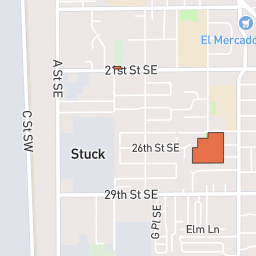 El Mercado
21st St SE
A St SE
C St SW
Stuck
26th St SE
29th St SE
G Pl SE
Elm Ln